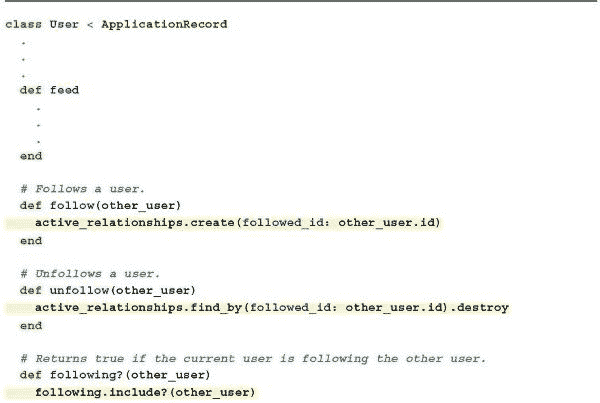 class User < ApplicationRecord
.
.
.
def feed
.
.
.
end
# Follows a user.
def follow(other_user)
active_relationships.create(followed_id: other_user.id)
end
# Unfollows a user.
def unfollow(other_user)
active_relationships.find_by(followed_id: other_user.id).destroy
end
# Returns true if the current user is following the other user.
def following?(other_user)
following.include?(other_user)